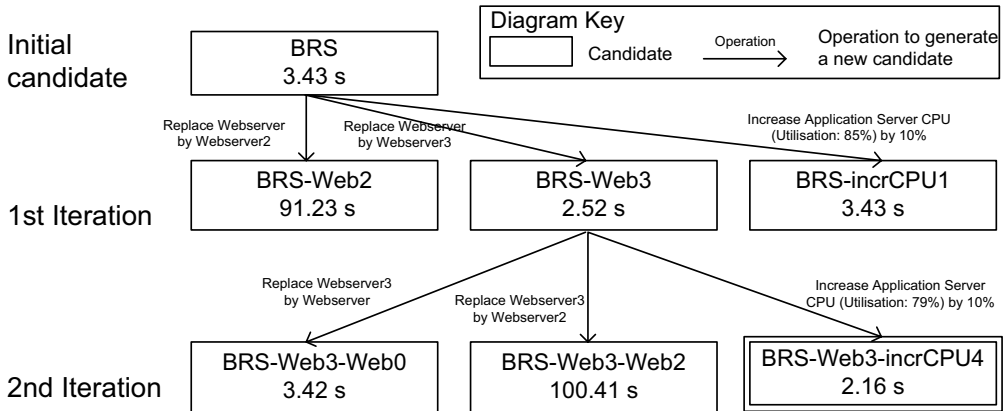 Initial
candidate
BRS
3.43 s
Diagram Key
Candidate
Operation
Operation to generate
a new candidate
Replace Webserver
by Webserver2
Replace Webserver
by Webserver3
Increase Application Server CPU
(Utilisation: 85%) by 10%
1st Iteration
BRS-Web2
91.23 s
BRS-Web3
2.52 s
BRS-incrCPU1
3.43 s
Replace Webserver3
by Webserver
Replace Webserver3
by Webserver2
Increase Application Server
CPU (Utilisation: 79%) by 10%
2nd Iteration
BRS-Web3-Web0
3.42 s
BRS-Web3-Web2
100.41 s
BRS-Web3-incrCPU4
2.16 s